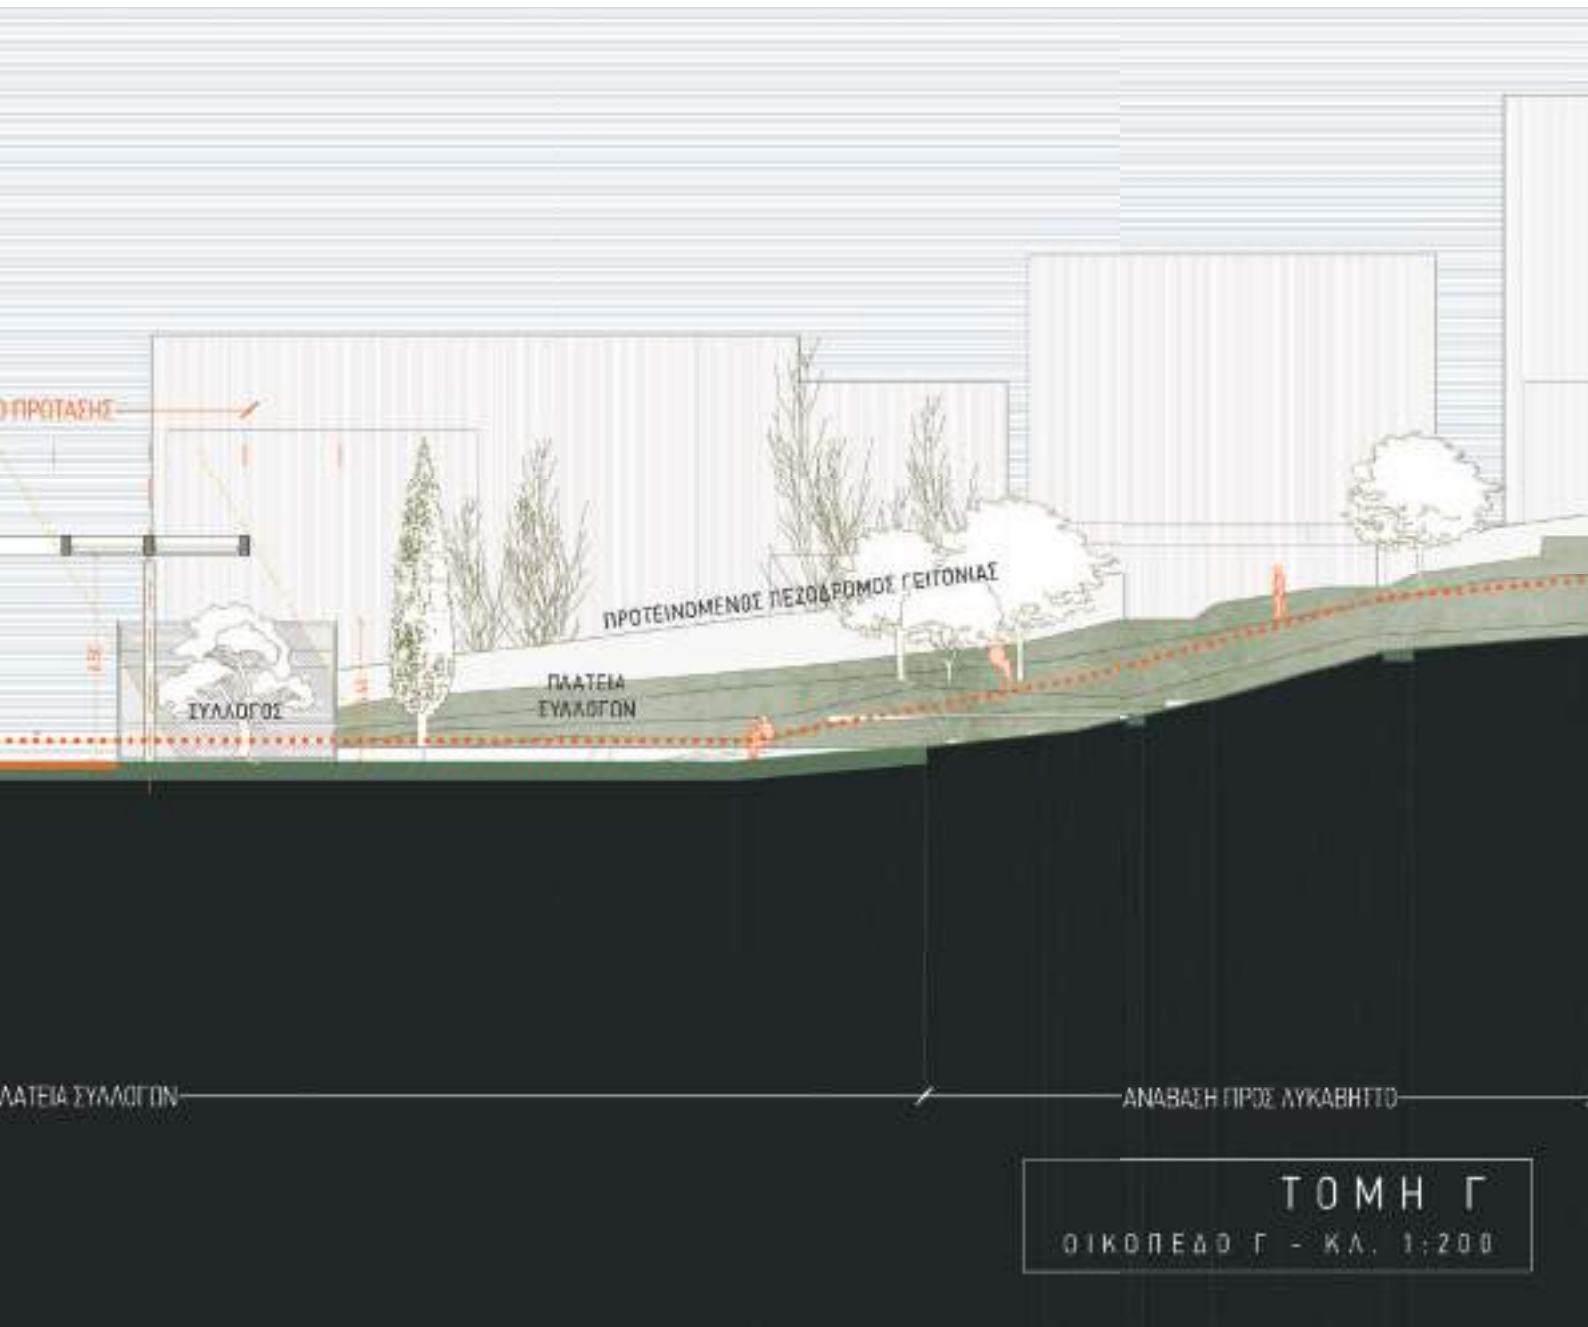 Ο ΠΡΟΤΑΣΗΣ
ΠΡΟΤΕΙΝΟΜΕΝΟΣ ΠΕΖΟΔΡΟΜΟΣ ΓΕΙΤΟΝΙΑΣ
ΠΛΑΤΕΙΑ
ΣΥΛΛΟΓΩΝ
ΣΥΛΛΟΓΟΣ
ΛΑΤΕΙΑ ΣΥΛΛΟΓΩΝ
ΑΝΑΒΑΣΗ ΠΡΟΣ ΛΥΚΑΒΗΤΤΟ
ΤΟΜΗ Γ
ΟΙΚΟΠΕΔΟ Γ - ΚΛ. 1:200